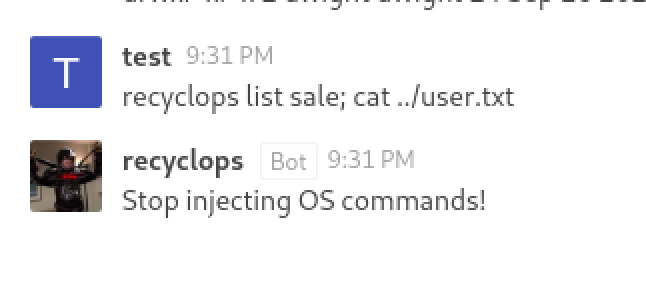 T
test 9:31 PM
recyclops list sale; cat ../user.txt
recyclops Bot 9:31 PM
Stop injecting OS commands!